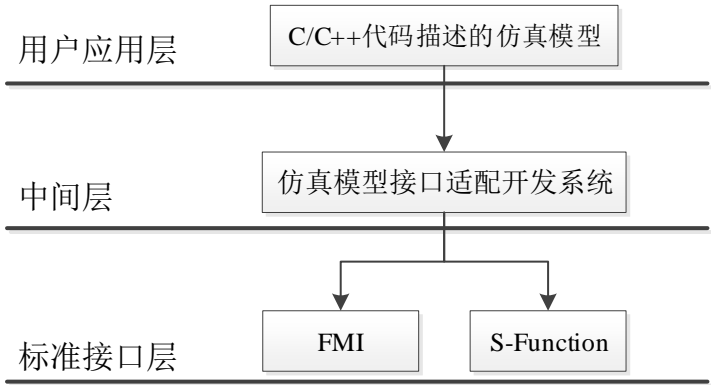 用户应用层
C/C++代码描述的仿真模型
中间层
仿真模型接口适配开发系统
标准接口层
FMI
S-Function